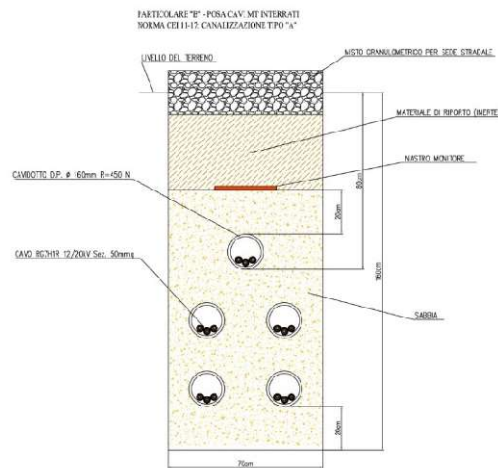 PARTICOLARE "B" - POSA CAVI MT INTERRATI
NORMA CEI 11-17: CANALIZZAZIONE TIPO "A"
LIVELLO DEL TERRENO
MISTO GRANULOMETRICO PER SEDE STRADALE
MATERIALE DI RIPORTO (INERTE
NASTRO MONITORE
CAVIDOTTO D.P. Ø 160mm R=450 N
80cm
20cm
160cm
CAVO RG7H1R 12/20kV Sez. 50mmq
SABBIA
20cm
70cm